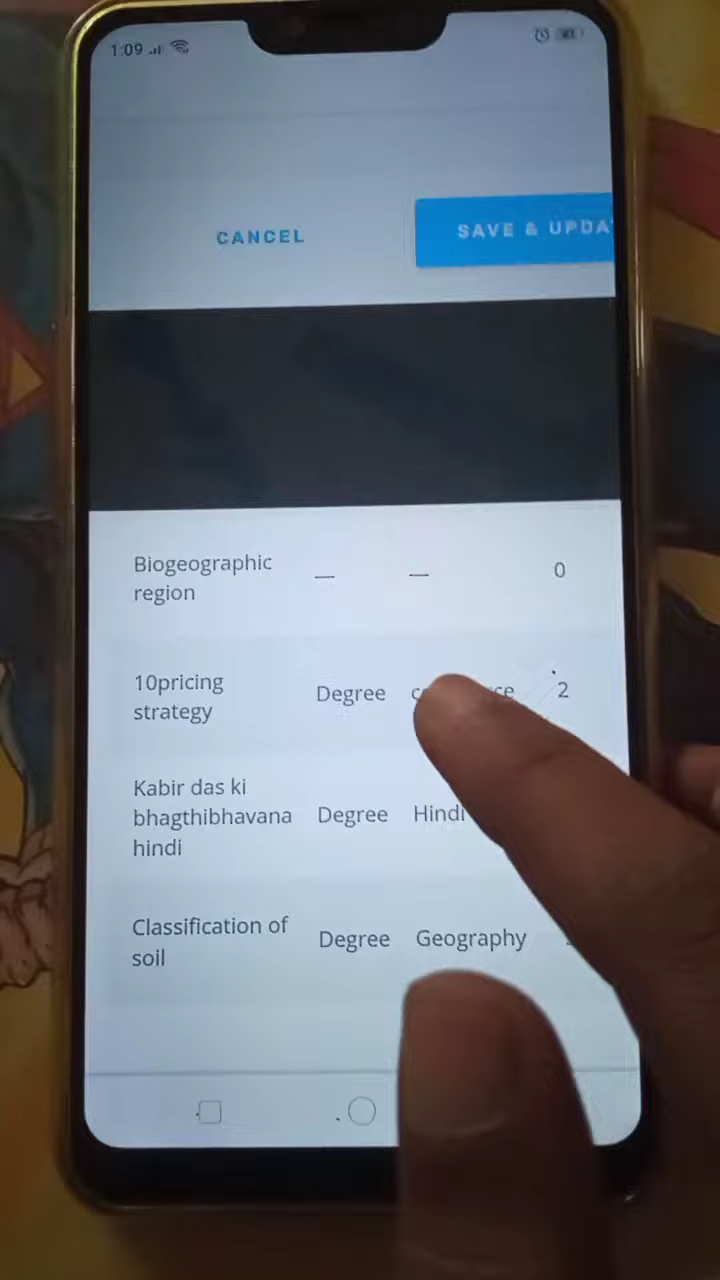 1:09
CANCEL
SAVE & UPDA
Biogeographic
region
—
—
0
10pricing
strategy
Degree
2
Kabir das ki
bhagthibhavana
hindi
Degree
Hindi
Classification of
soil
Degree
Geography